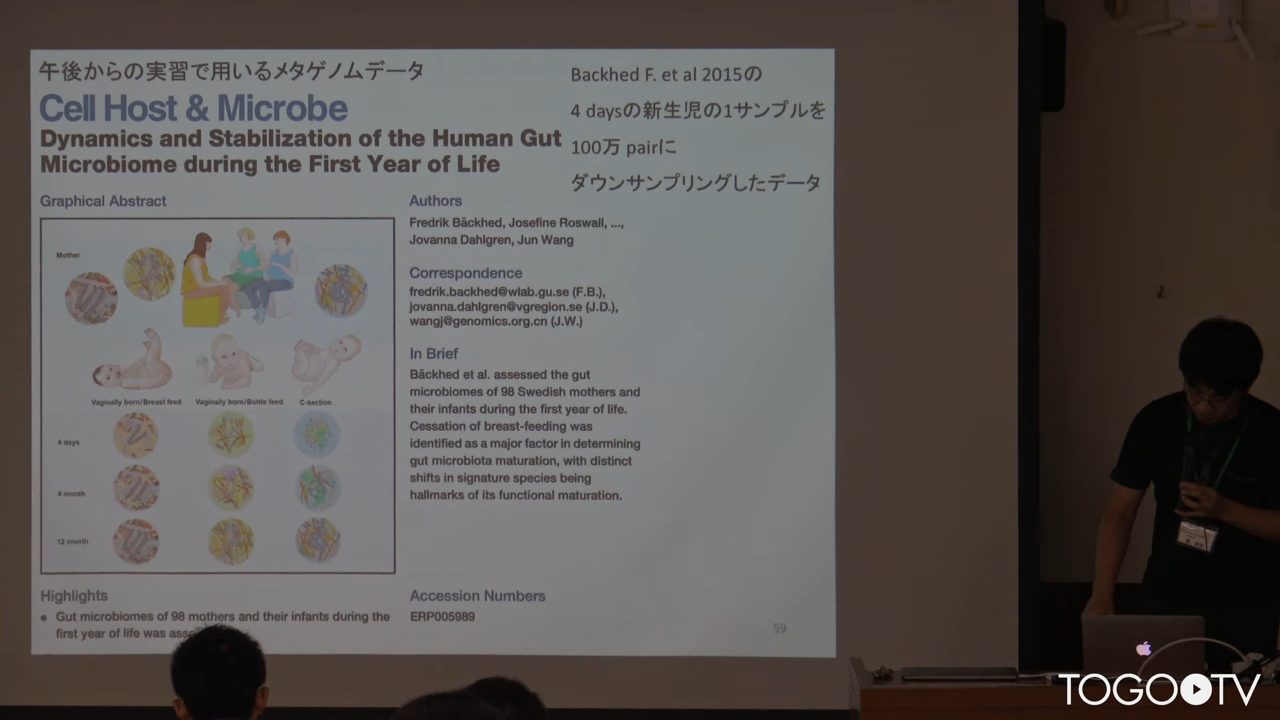 午後からの実習で用いるメタゲノムデータ
Cell Host & Microbe
Dynamics and Stabilization of the Human Gut
Microbiome during the First Year of Life
Backhed F. et al 2015の
4 daysの新生児の1サンプルを
100万 pairに
ダウンサンプリングしたデータ
Graphical Abstract
Mother
Vaginally born/Breast feed
Vaginally born/Bottle feed
C-section
4 days
4 month
12 month
Authors
Fredrik Bäckhed, Josefine Roswall, ...,
Jovanna Dahlgren, Jun Wang
Correspondence
fredrik.backhed@wlab.gu.se (F.B.),
jovanna.dahlgren@vgregion.se (J.D.),
wangj@genomics.org.cn (J.W.)
In Brief
Bäckhed et al. assessed the gut
microbiomes of 98 Swedish mothers and
their infants during the first year of life.
Cessation of breast-feeding was
identified as a major factor in determining
gut microbiota maturation, with distinct
shifts in signature species being
hallmarks of its functional maturation.
Highlights
● Gut microbiomes of 98 mothers and their infants during the
first year of life was
Accession Numbers
ERP005989
59
TOGOTV